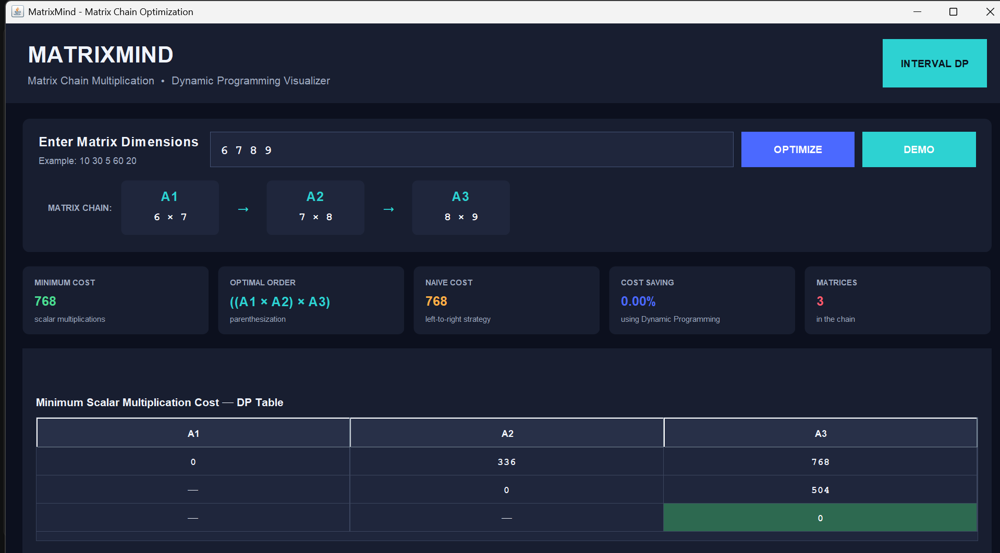 MatrixMind - Matrix Chain Optimization
MATRIXMIND
Matrix Chain Multiplication • Dynamic Programming Visualizer
INTERVAL DP
Enter Matrix Dimensions
Example: 10 30 5 60 20
6 7 8 9
OPTIMIZE
DEMO
MATRIX CHAIN:
A1
6 × 7
→
A2
7 × 8
→
A3
8 × 9
MINIMUM COST
768
scalar multiplications
OPTIMAL ORDER
((A1 × A2) × A3)
parenthesization
NAIVE COST
768
left-to-right strategy
COST SAVING
0.00%
using Dynamic Programming
MATRICES
3
in the chain
Minimum Scalar Multiplication Cost — DP Table
A1 A2 A3
0 336 768
— 0 504
— — 0